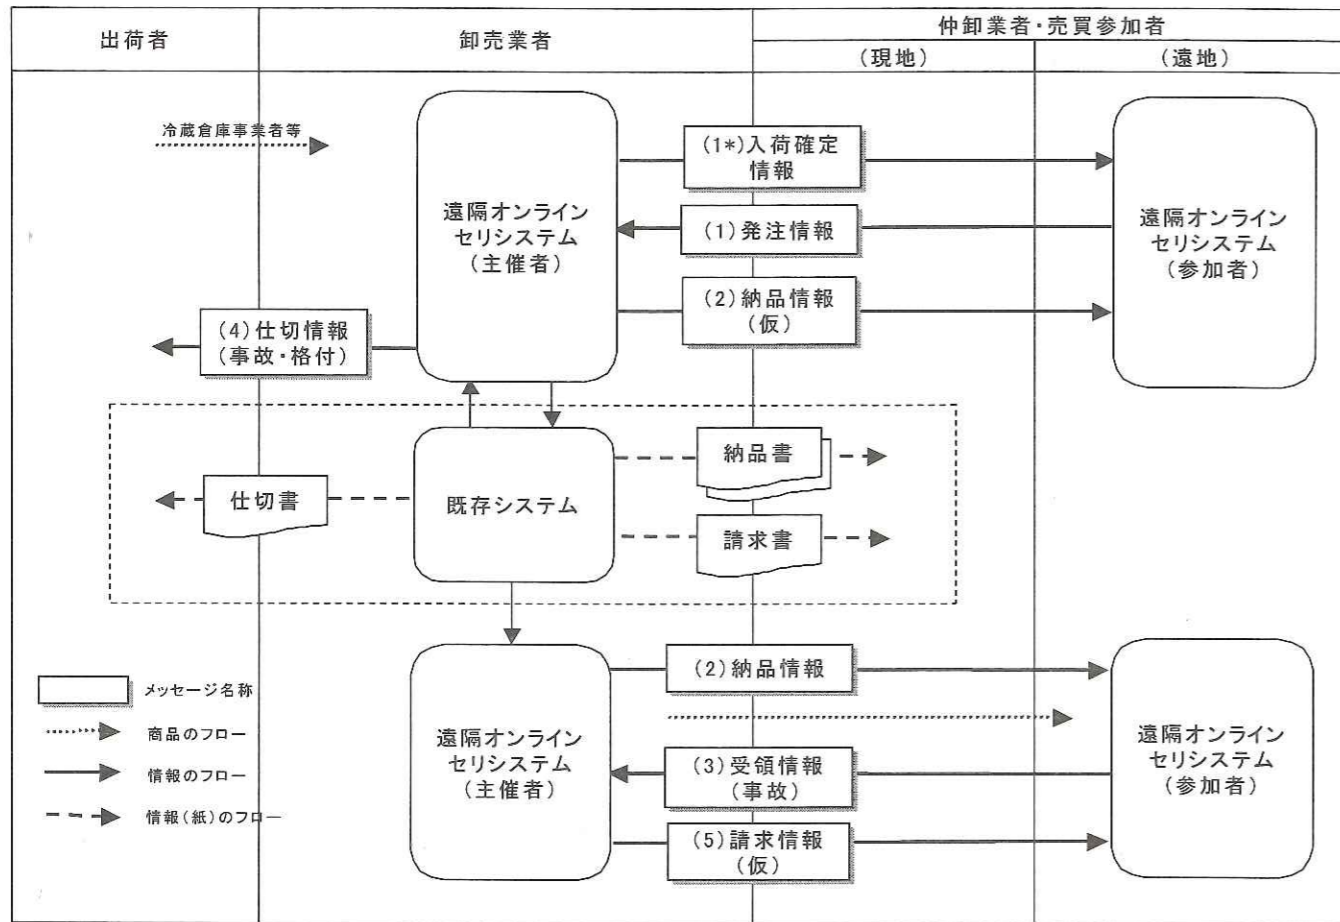 出荷者
卸売業者
仲卸業者・売買参加者
(現地)
(遠地)
冷蔵倉庫事業者等
遠隔オンライン
セリシステム
(主催者)
(1*)入荷確定
情報
(1)発注情報
(2)納品情報
(仮)
遠隔オンライン
セリシステム
(参加者)
(4)仕切情報
(事故・格付)
仕切書
既存システム
納品書
請求書
遠隔オンライン
セリシステム
(主催者)
(2)納品情報
(3)受領情報
(事故)
(5)請求情報
(仮)
遠隔オンライン
セリシステム
(参加者)
メッセージ名称
商品のフロー
情報のフロー
情報(紙)のフロー